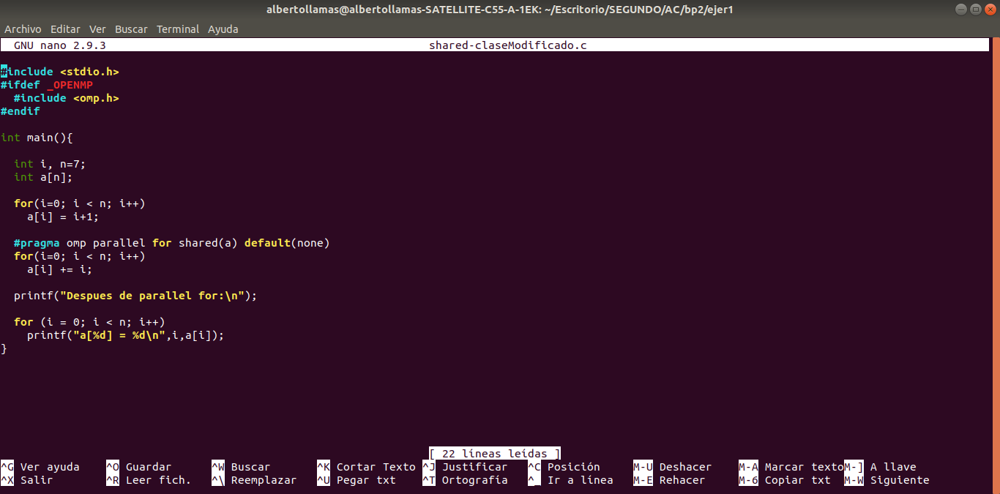 albertollamas@albertollamas-SATELLITE-C55-A-1EK: ~/Escritorio/SEGUNDO/AC/bp2/ejer1
Archivo Editar Ver Buscar Terminal Ayuda
GNU nano 2.9.3 shared-claseModificado.c
#include <stdio.h>
#ifdef _OPENMP
  #include <omp.h>
#endif
int main(){
  int i, n=7;
  int a[n];
  for(i=0; i < n; i++)
    a[i] = i+1;
  #pragma omp parallel for shared(a) default(none)
  for(i=0; i < n; i++)
    a[i] += i;
  printf("Despues de parallel for:\n");
  for (i = 0; i < n; i++)
    printf("a[%d] = %d\n",i,a[i]);
}
[ 22 líneas leídas ]
^G Ver ayuda ^O Guardar ^W Buscar ^K Cortar Texto ^J Justificar ^C Posición M-U Deshacer M-A Marcar texto M-] A llave
^X Salir ^R Leer fich. ^\ Reemplazar ^U Pegar txt ^T Ortografía ^_ Ir a línea M-E Rehacer M-6 Copiar txt M-W Siguiente